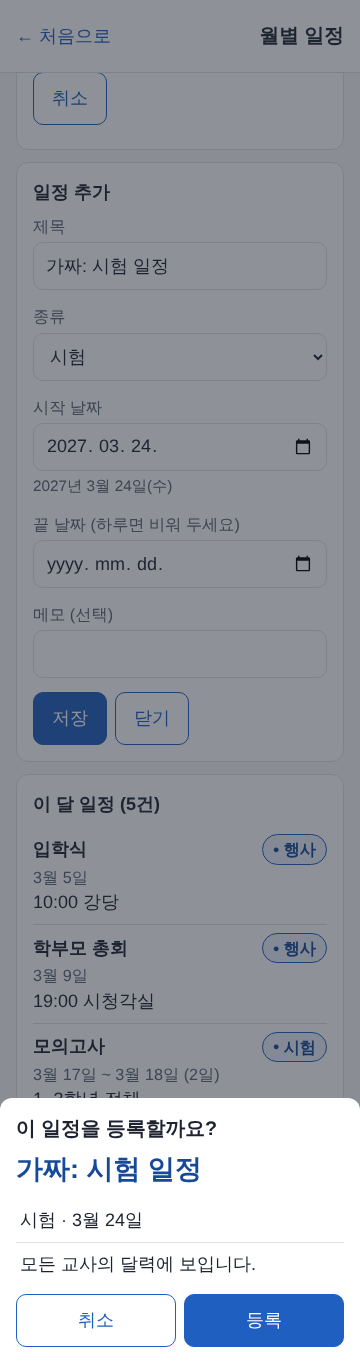 ← 처음으로
월별 일정
취소
일정 추가
제목
가짜: 시험 일정
종류
시험
시작 날짜
2027. 03. 24.
2027년 3월 24일(수)
끝 날짜 (하루면 비워 두세요)
yyyy. mm. dd.
메모 (선택)
저장
닫기
이 달 일정 (5건)
입학식
• 행사
3월 5일
10:00 강당
학부모 총회
• 행사
3월 9일
19:00 시청각실
모의고사
• 시험
3월 17일 ~ 3월 18일 (2일)
이 일정을 등록할까요?
가짜: 시험 일정
시험 · 3월 24일
모든 교사의 달력에 보입니다.
취소
등록